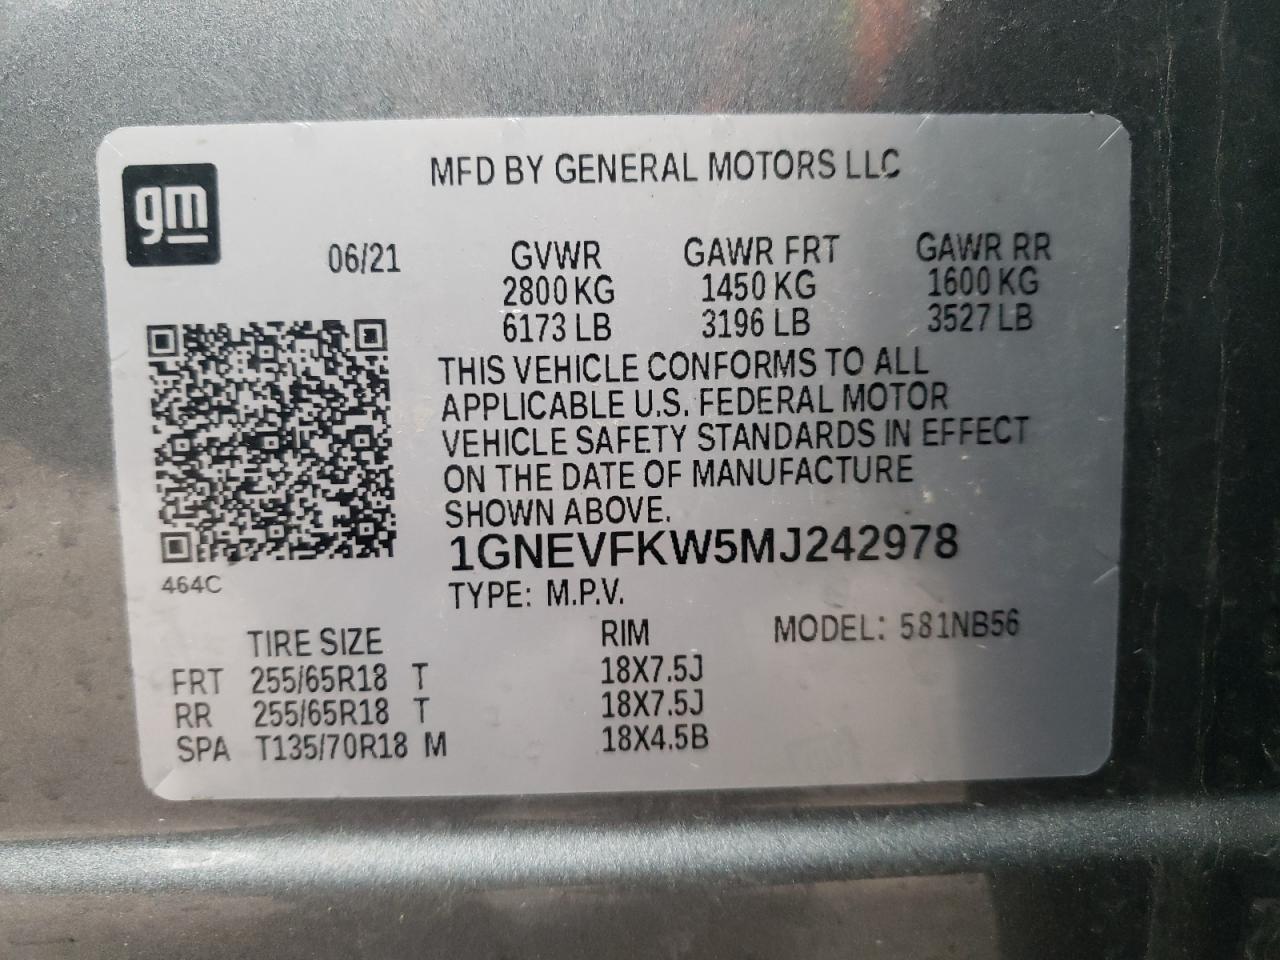 MFD BY GENERAL MOTORS LLC
gm
06/21 GVWR GAWR FRT GAWR RR
2800 KG 1450 KG 1600 KG
6173 LB 3196 LB 3527 LB
THIS VEHICLE CONFORMS TO ALL
APPLICABLE U.S. FEDERAL MOTOR
VEHICLE SAFETY STANDARDS IN EFFECT
ON THE DATE OF MANUFACTURE
SHOWN ABOVE.
1GNEVFKW5MJ242978
464C
TYPE: M.P.V.
TIRE SIZE RIM MODEL: 581NB56
FRT 255/65R18 T 18X7.5J
RR 255/65R18 T 18X7.5J
SPA T135/70R18 M 18X4.5B